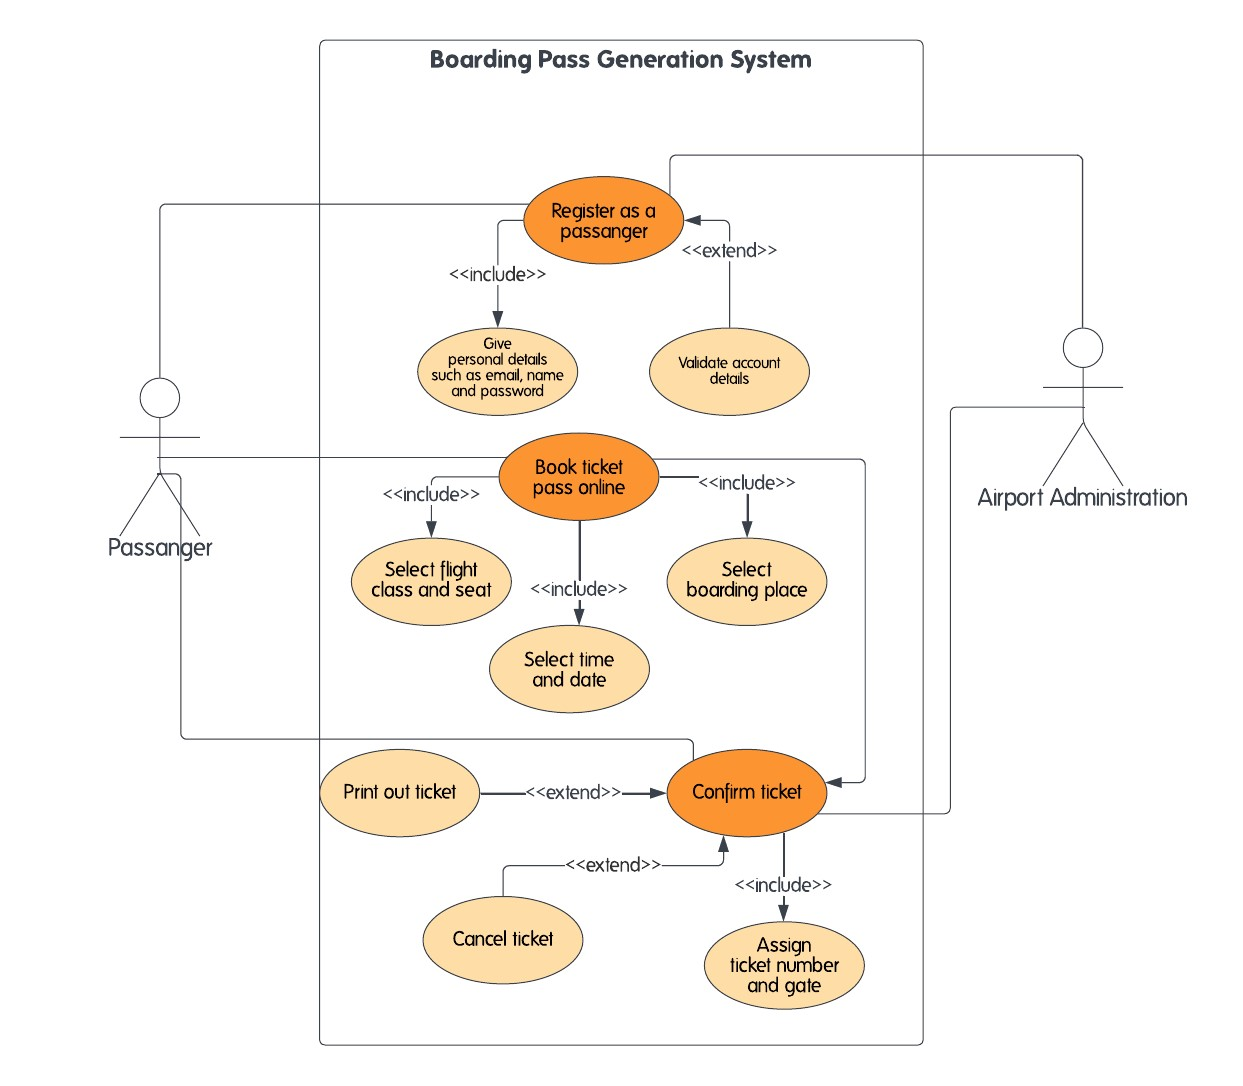 Boarding Pass Generation System
Register as a
passanger
<<extend>>
<<include>>
Give
personal details
such as email, name
and password
Validate account
details
Passanger
Airport Administration
Book ticket
pass online
<<include>>
<<include>>
Select flight
class and seat
<<include>>
Select
boarding place
Select time
and date
Print out ticket
<<extend>>
Confirm ticket
<<extend>>
<<include>>
Cancel ticket
Assign
ticket number
and gate